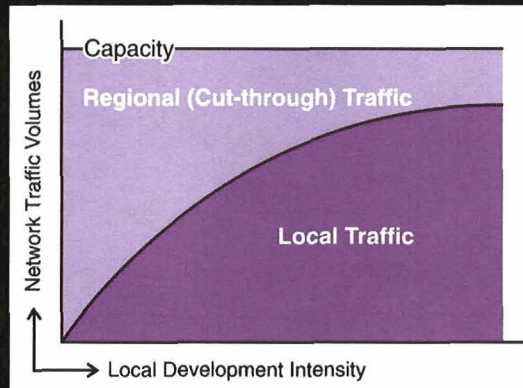 Capacity
Regional (Cut-through) Traffic
Local Traffic
Network Traffic Volumes
Local Development Intensity